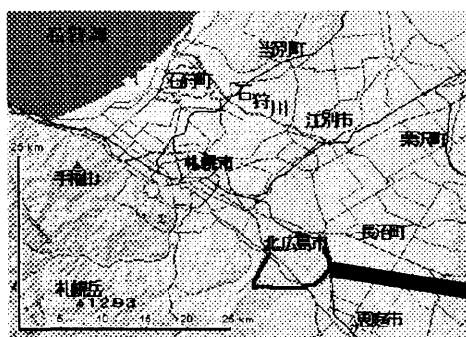 石狩湾
当別町
石狩町
石狩川
江別市
栗沢町
25 km
手稲山
札幌市
長沼町
北広島市
札幌岳
1293
恵庭市
5 10 15 20 25 km